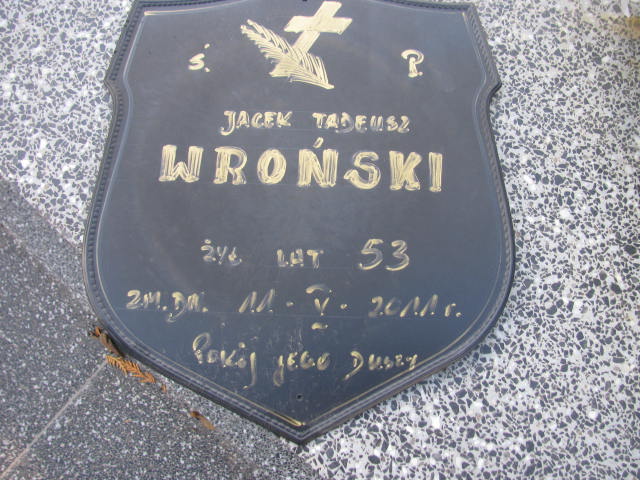 Ś. P.
JACEK TADEUSZ
WROŃSKI
ŻYŁ LAT 53
ZM. DN. 11 - V - 2011 r.
Pokój JEGO DUSZY